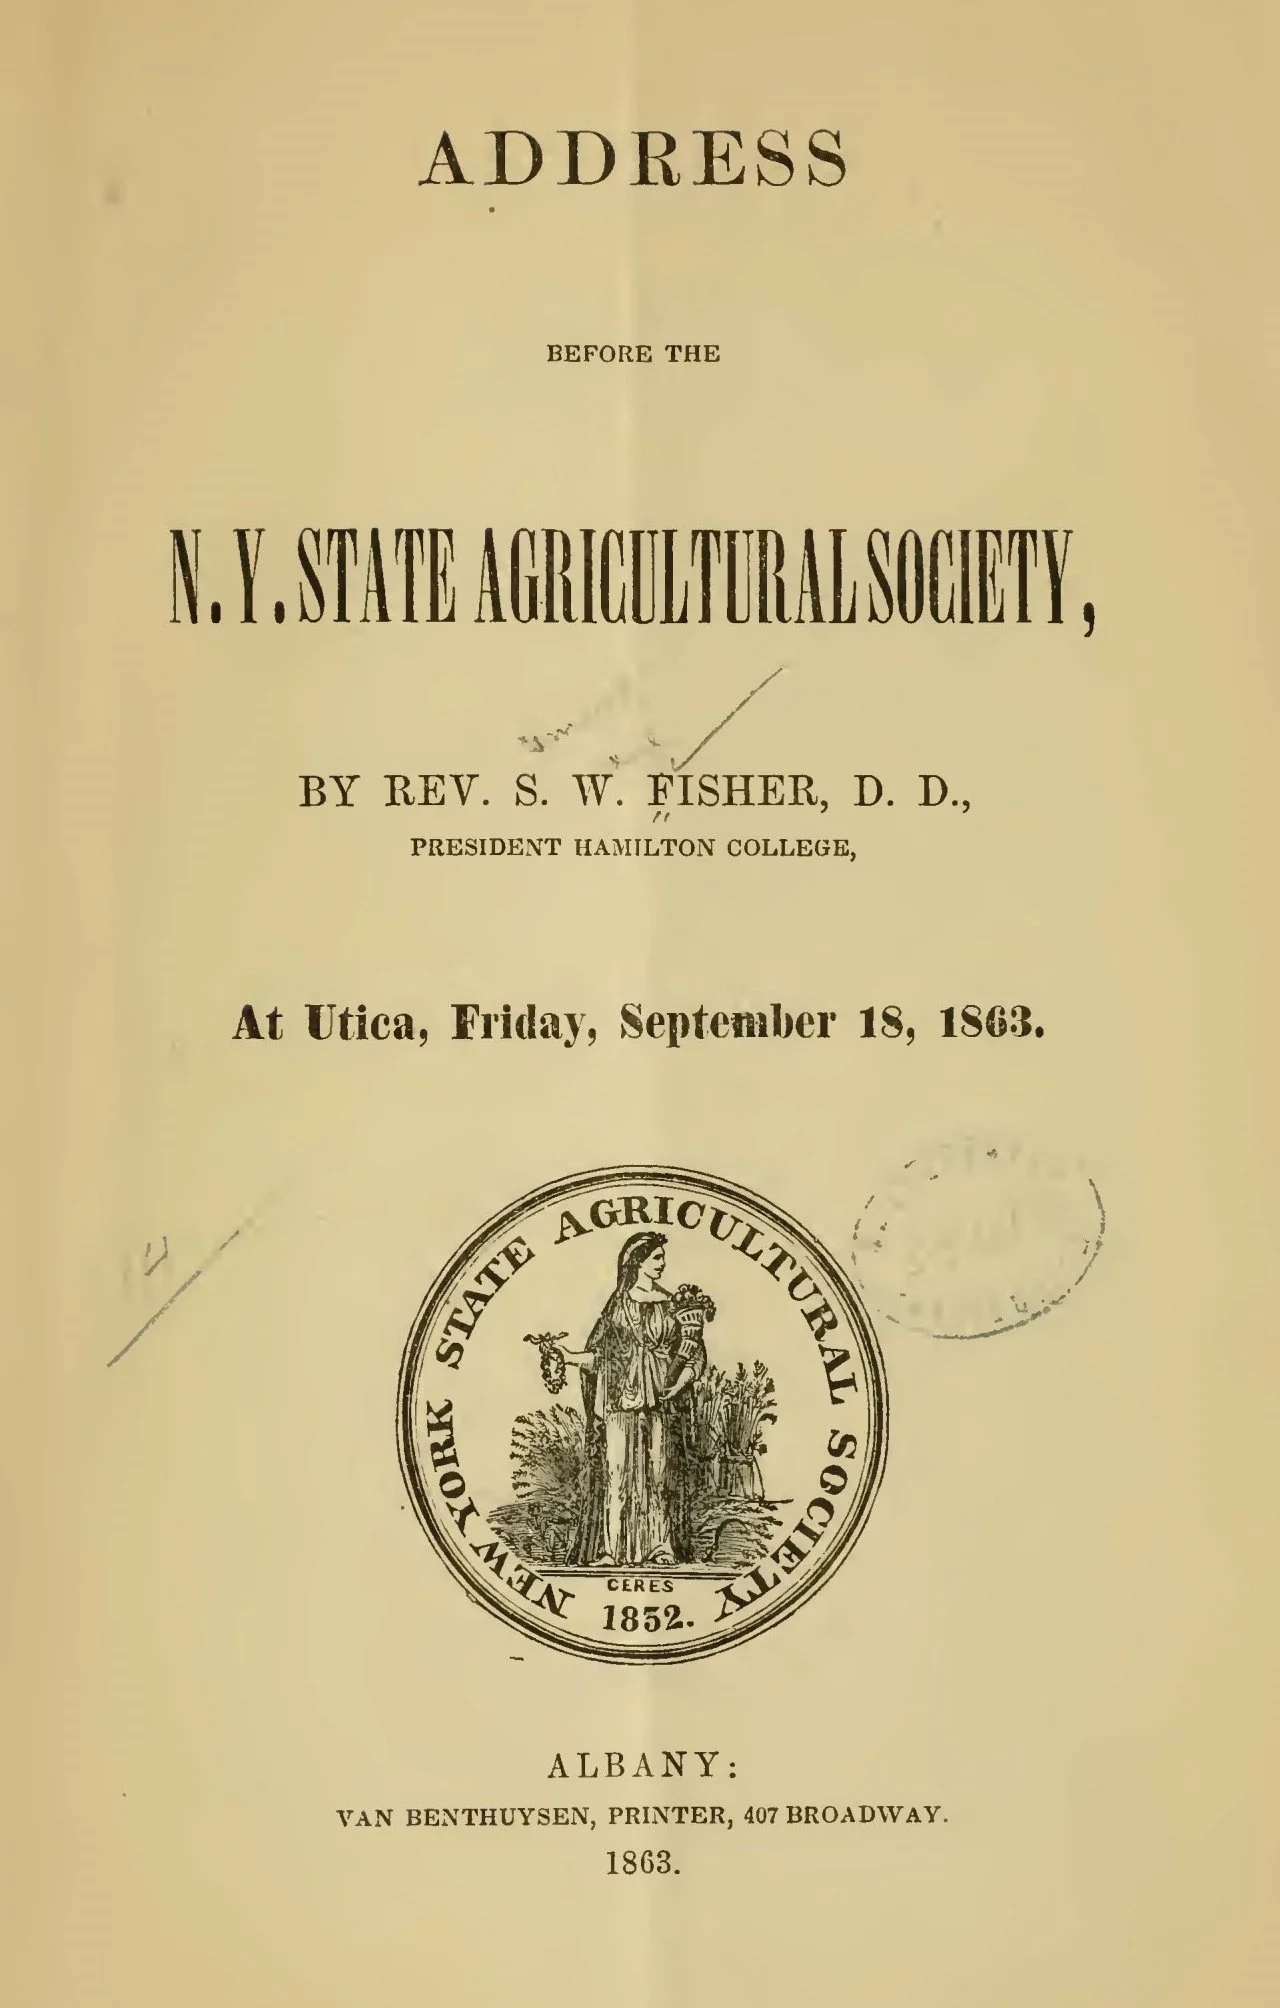 ADDRESS
BEFORE THE
N. Y. STATE AGRICULTURAL SOCIETY,
BY REV. S. W. FISHER, D. D.,
PRESIDENT HAMILTON COLLEGE,
At Utica, Friday, September 18, 1863.
NEW YORK STATE AGRICULTURAL SOCIETY
CERES
1832.
ALBANY:
VAN BENTHUYSEN, PRINTER, 407 BROADWAY.
1863.